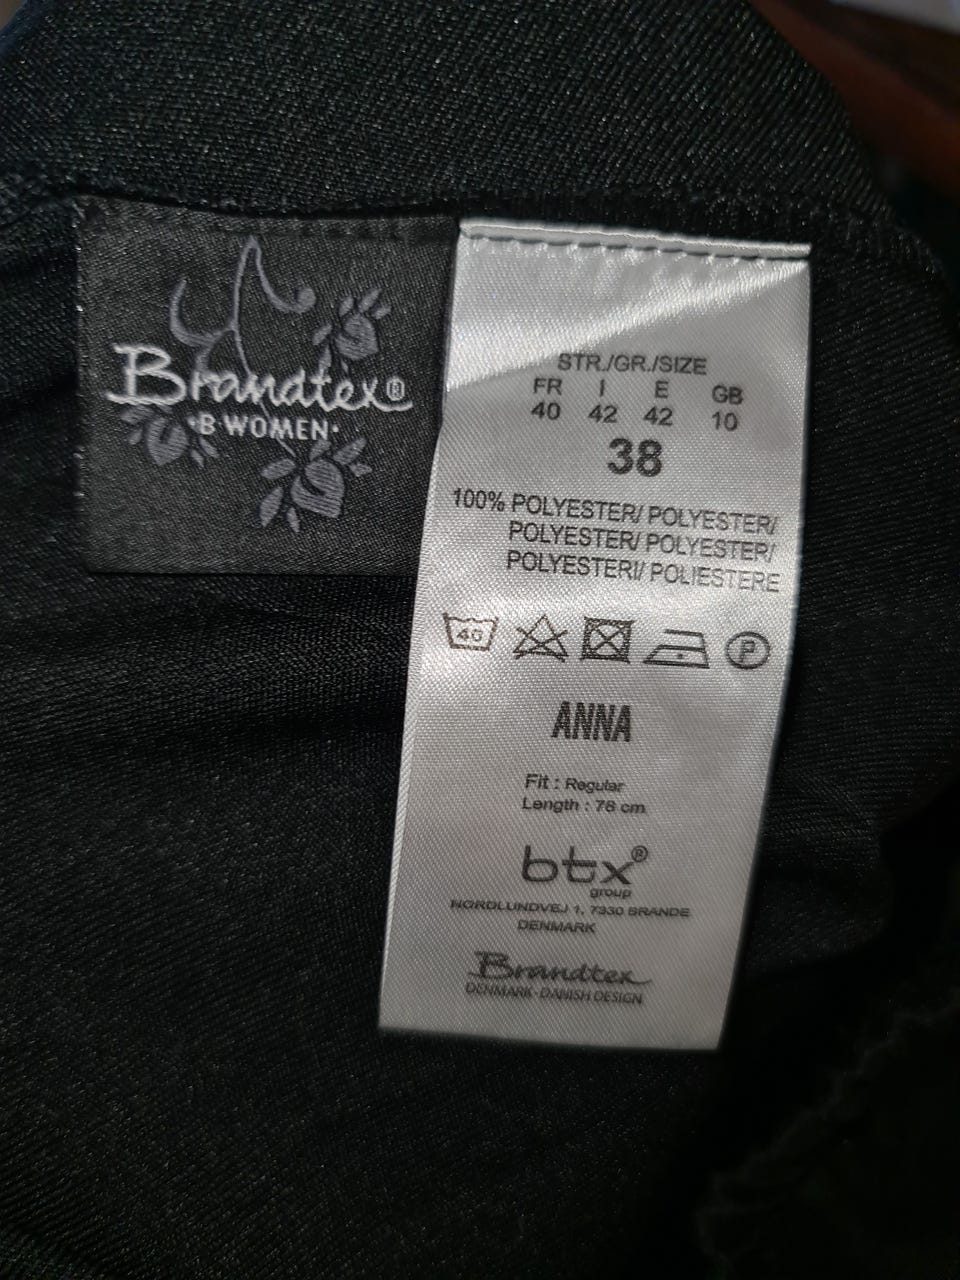 Brandtex®
·B WOMEN·
STR./GR./SIZE
FR I E GB
40 42 42 10
38
100% POLYESTER/ POLYESTER/
POLYESTER/ POLYESTER/
POLYESTERI/ POLIESTERE
40
P
ANNA
Fit : Regular
Length : 78 cm
btx®
group
NORDLUNDVEJ 1, 7330 BRANDE
DENMARK
Brandtex
DENMARK - DANISH DESIGN